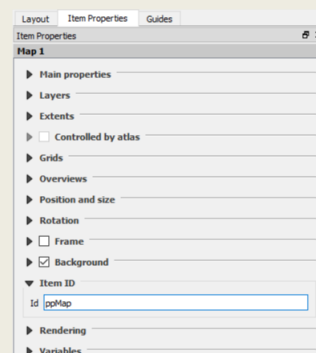 Layout Item Properties Guides
Item Properties
Map 1
Main properties
Layers
Extents
Controlled by atlas
Grids
Overviews
Position and size
Rotation
Frame
Background
Item ID
Id ppMap
Rendering
Variables